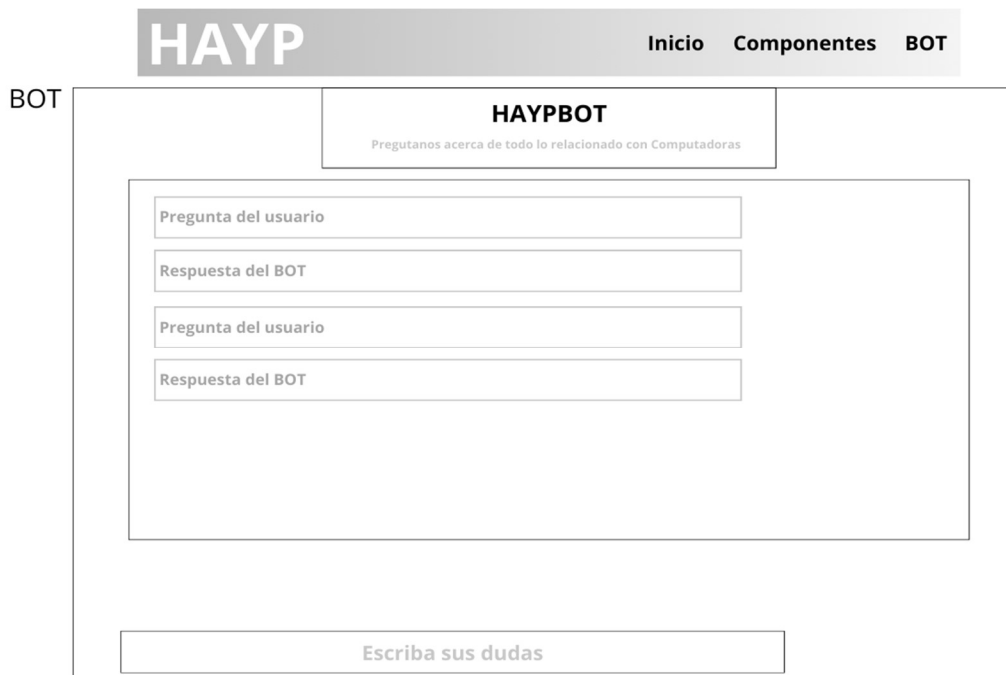 HAYP
Inicio Componentes BOT
BOT
HAYPBOT
Pregutanos acerca de todo lo relacionado con Computadoras
Pregunta del usuario
Respuesta del BOT
Pregunta del usuario
Respuesta del BOT
Escriba sus dudas